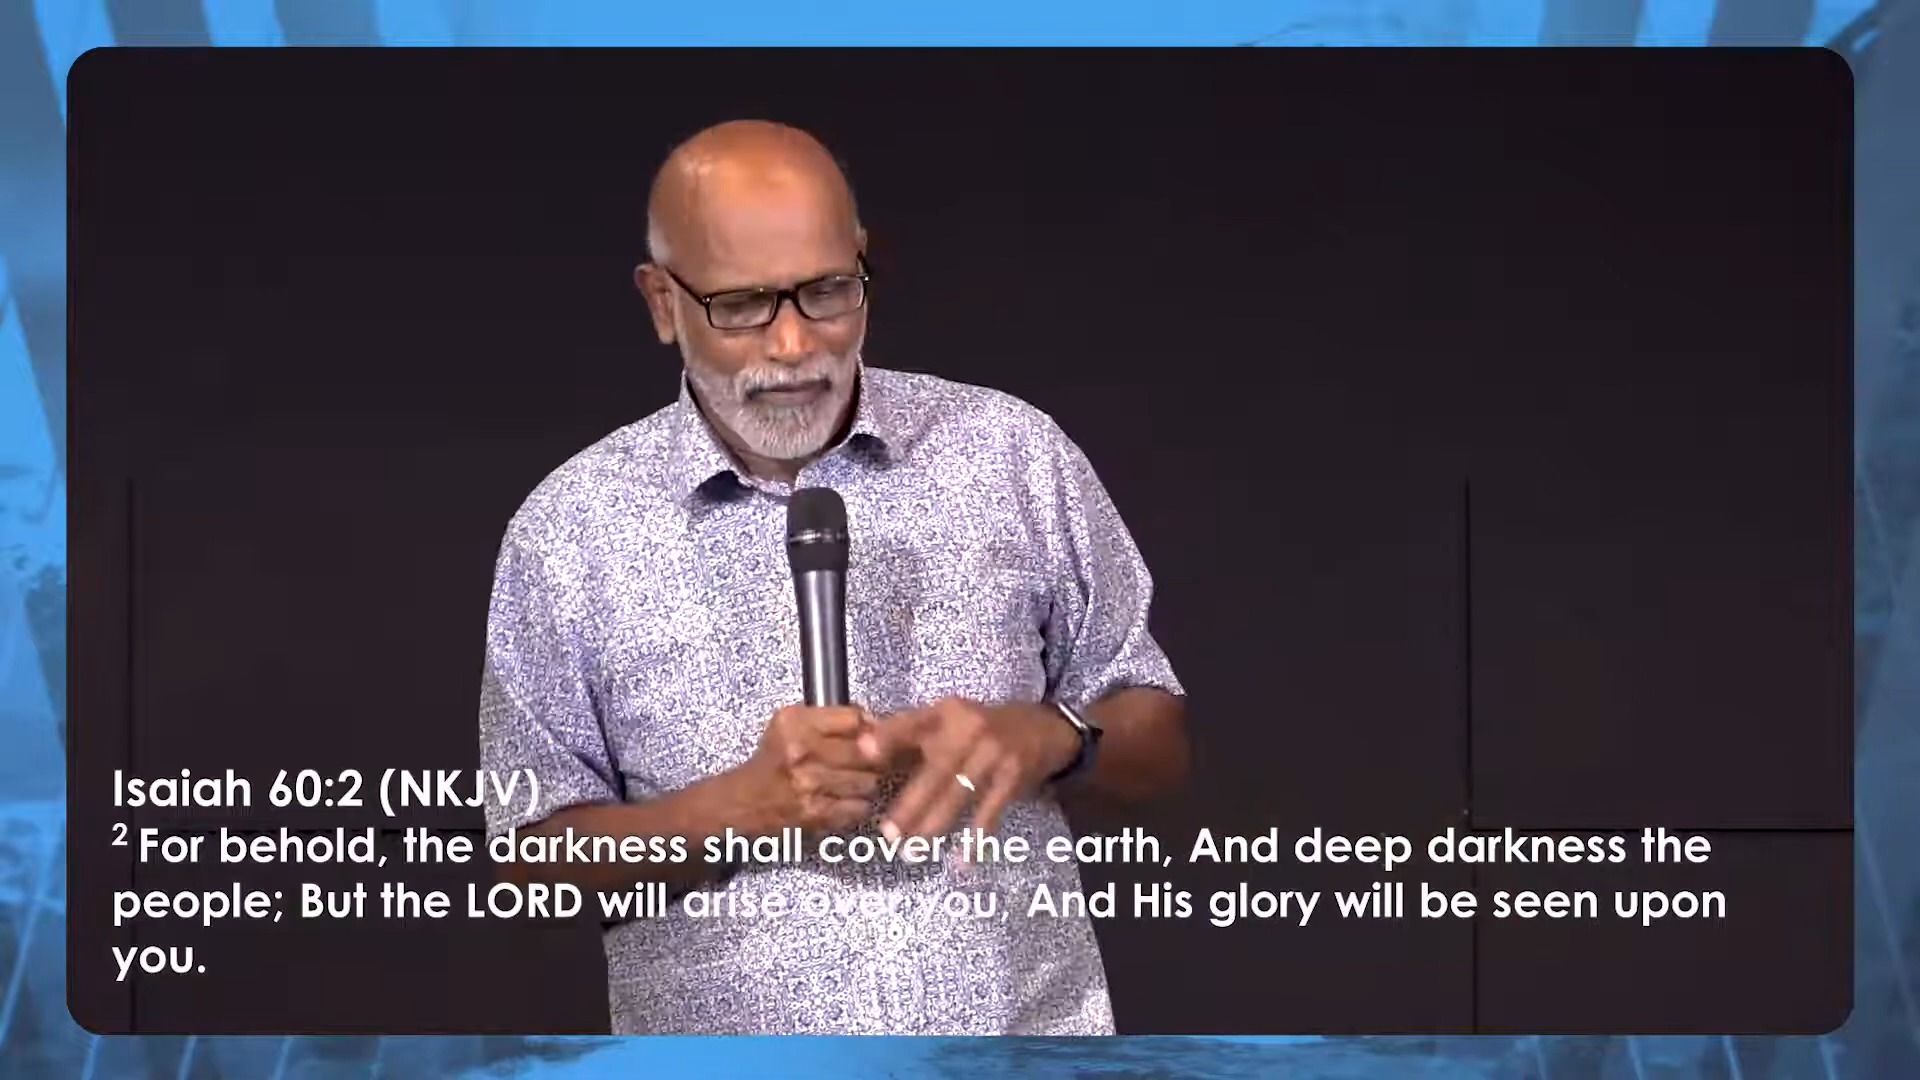 Isaiah 60:2 (NKJV)
2 For behold, the darkness shall cover the earth, And deep darkness the
people; But the LORD will arise over you, And His glory will be seen upon
you.